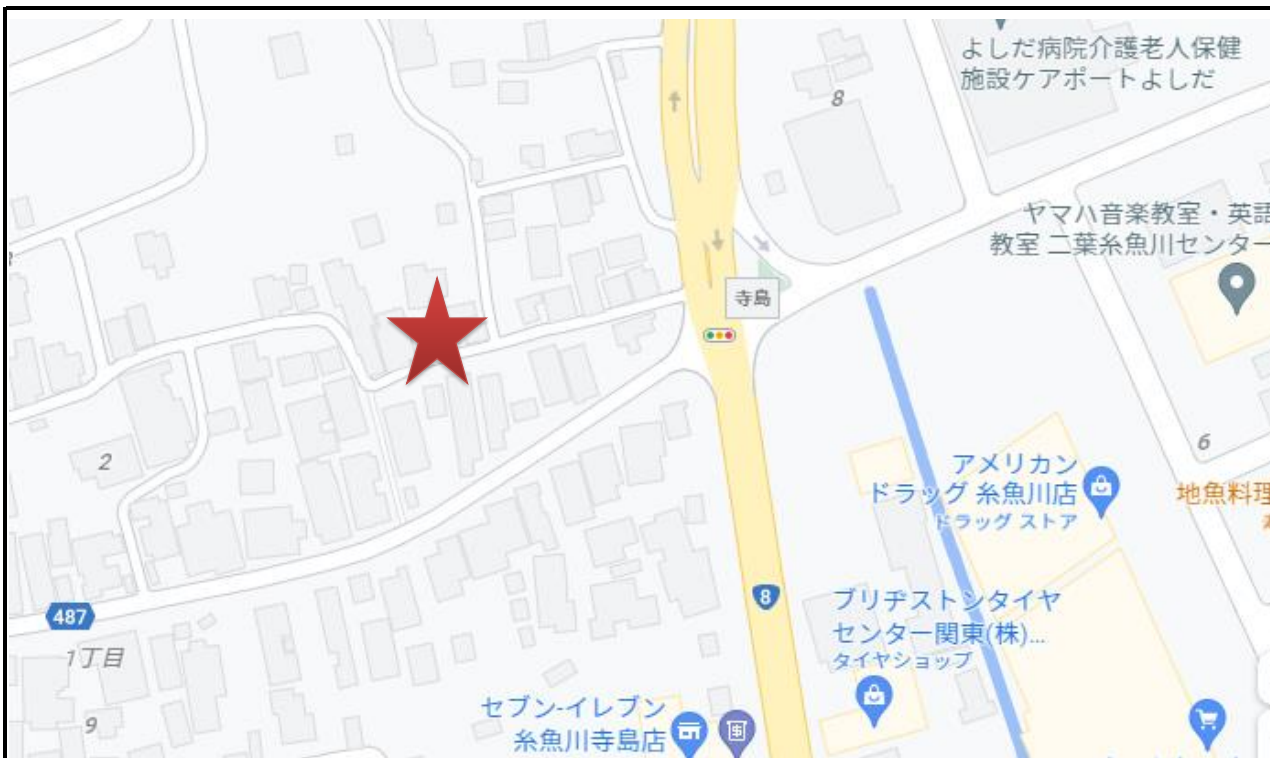 よしだ病院介護老人保健
施設ケアポートよしだ
8
ヤマハ音楽教室・英語
教室 二葉糸魚川センター
寺島
6
2
アメリカン
ドラッグ 糸魚川店
ドラッグ ストア
地魚料理
8
ブリヂストンタイヤ
センター関東(株)...
タイヤショップ
487
1丁目
9
セブン-イレブン
糸魚川寺島店